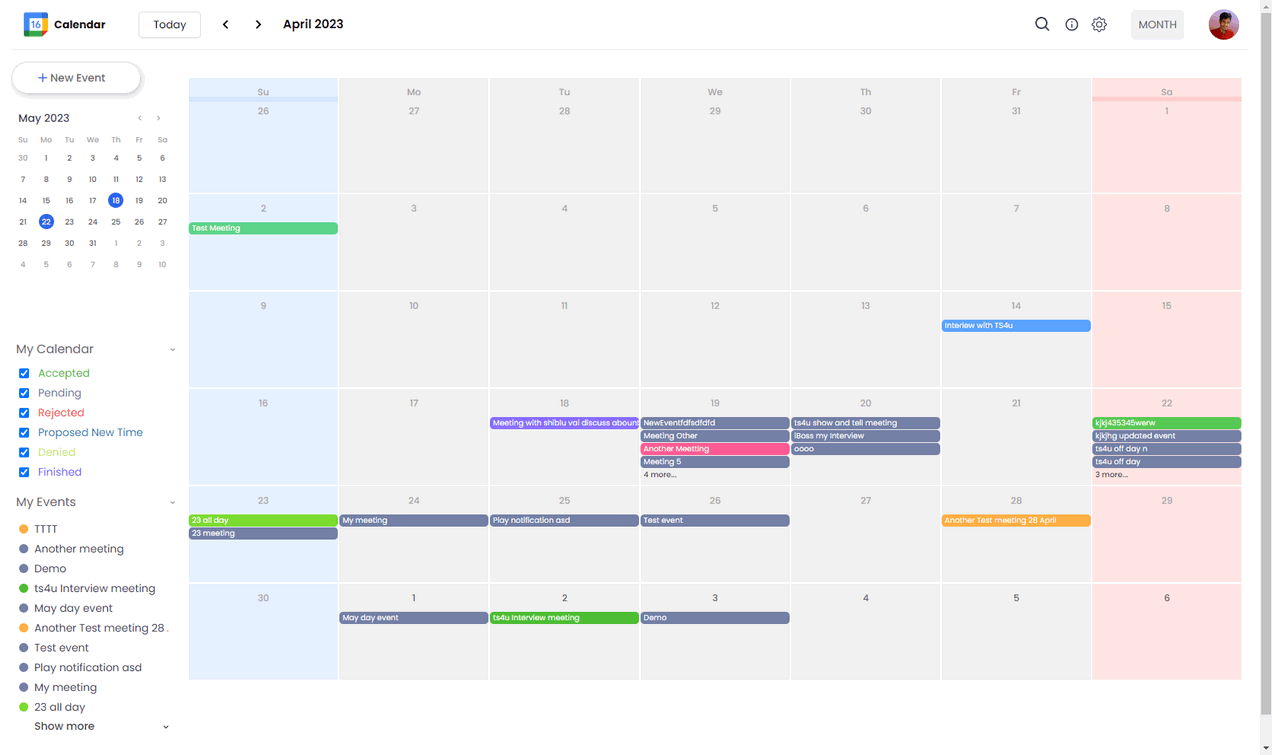 16 Calendar Today April 2023 MONTH
+ New Event
May 2023
Su Mo Tu We Th Fr Sa
30 1 2 3 4 5 6
7 8 9 10 11 12 13
14 15 16 17 18 19 20
21 22 23 24 25 26 27
28 29 30 31 1 2 3
4 5 6 7 8 9 10
My Calendar
Accepted
Pending
Rejected
Proposed New Time
Denied
Finished
My Events
TTTT
Another meeting
Demo
ts4u Interview meeting
May day event
Another Test meeting 28 .
Test event
Play notification asd
My meeting
23 all day
Show more
Su Mo Tu We Th Fr Sa
26 27 28 29 30 31 1
2 3 4 5 6 7 8
Test Meeting
9 10 11 12 13 14 15
Interiew with TS4u
16 17 18 19 20 21 22
Meeting with shiblu vai discuss abount NewEventfdfsdfdfd ts4u show and tell meeting kjkj435345werw
Meeting Other iBoss my Interview kjkjhg updated event
Another Metting oooo ts4u off day n
Meeting 5 ts4u off day
4 more... 3 more...
23 24 25 26 27 28 29
23 all day My meeting Play notification asd Test event Another Test meeting 28 April
23 meeting
30 1 2 3 4 5 6
May day event ts4u Interview meeting Demo